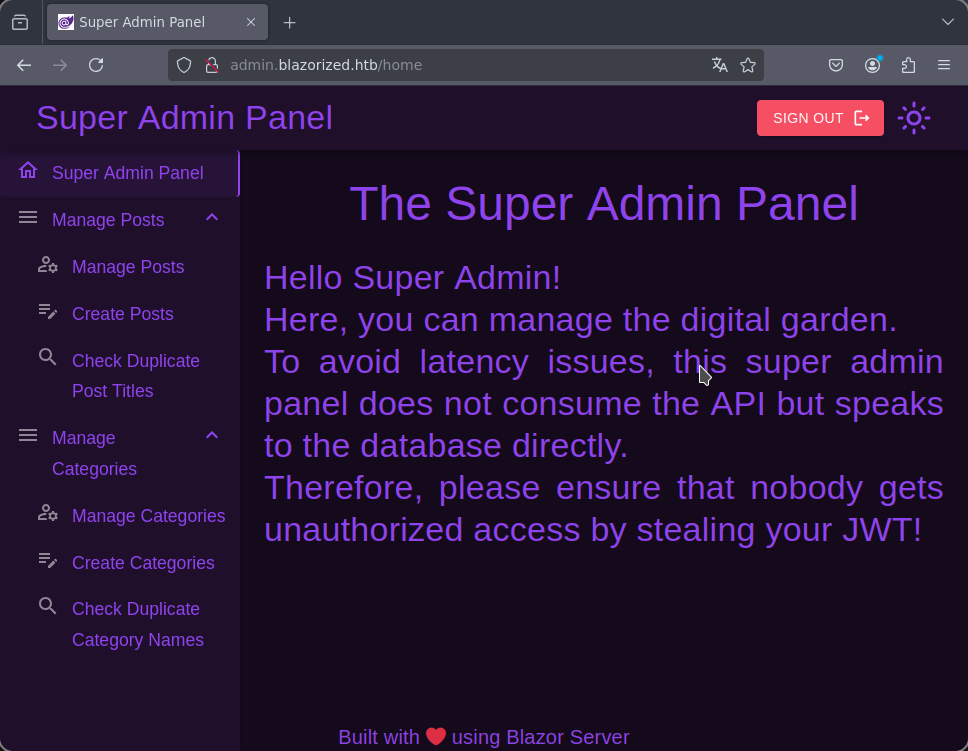 Super Admin Panel
admin.blazorized.htb/home
Super Admin Panel
SIGN OUT
Super Admin Panel
Manage Posts
Manage Posts
Create Posts
Check Duplicate
Post Titles
Manage
Categories
Manage Categories
Create Categories
Check Duplicate
Category Names
The Super Admin Panel
Hello Super Admin!
Here, you can manage the digital garden.
To avoid latency issues, this super admin
panel does not consume the API but speaks
to the database directly.
Therefore, please ensure that nobody gets
unauthorized access by stealing your JWT!
Built with ❤ using Blazor Server